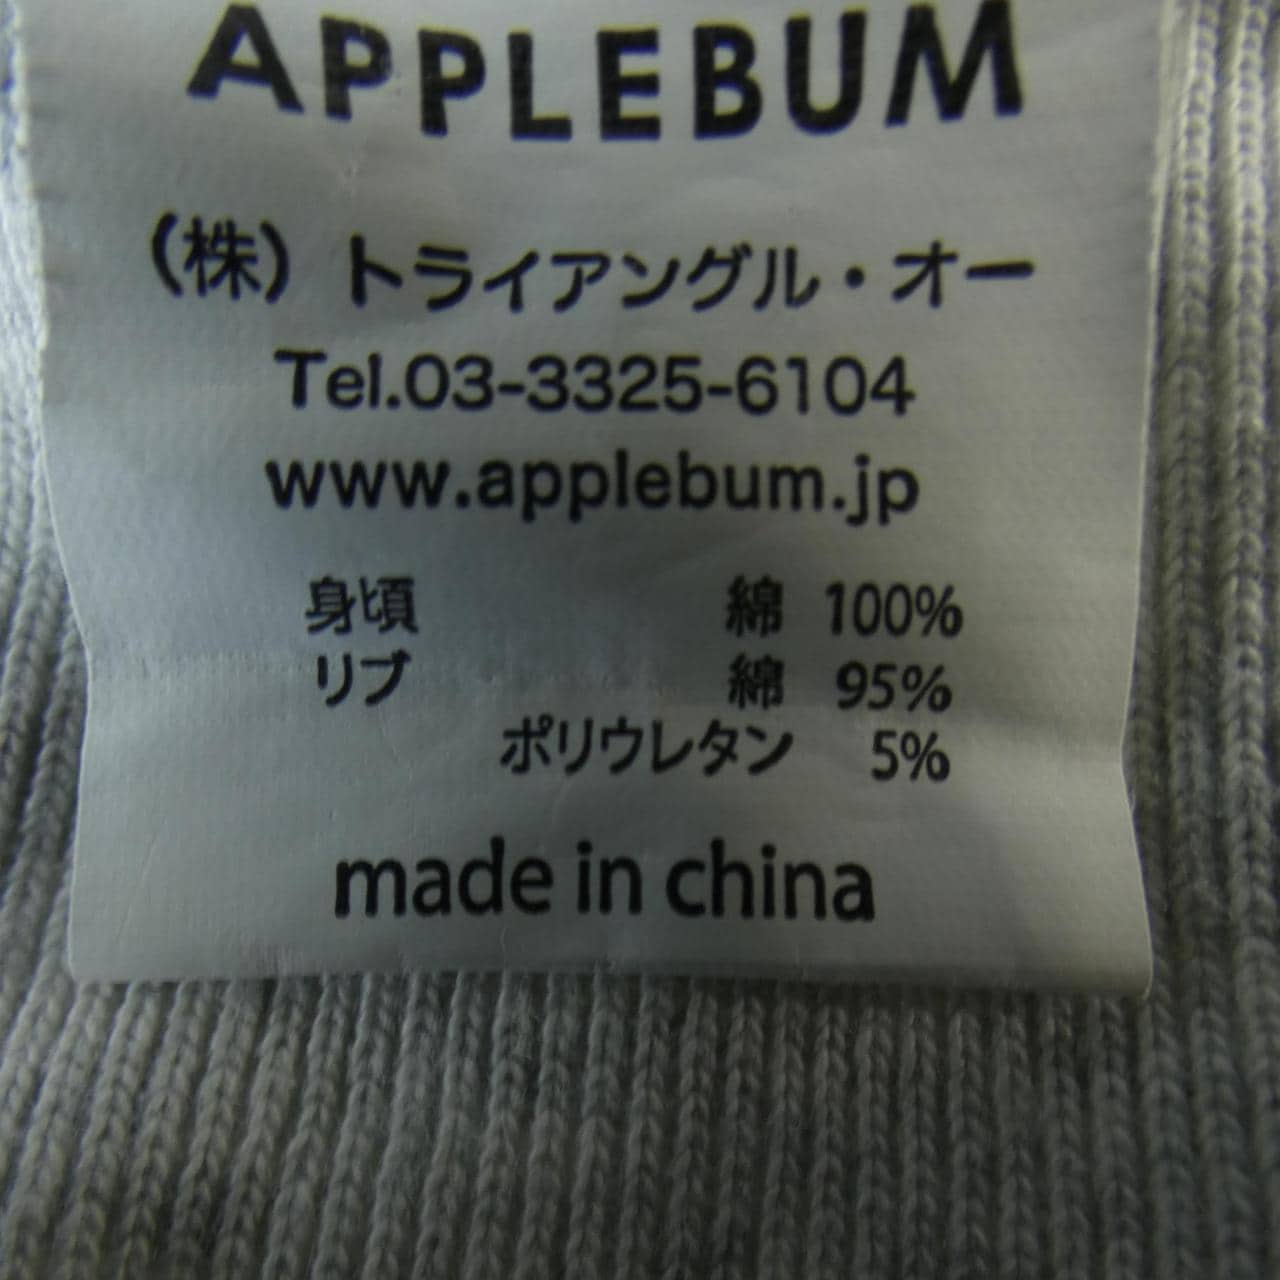 APPLEBUM
（株）トライアングル・オー
Tel.03-3325-6104
www.applebum.jp
身頃 綿 100%
リブ 綿 95%
ポリウレタン 5%
made in china